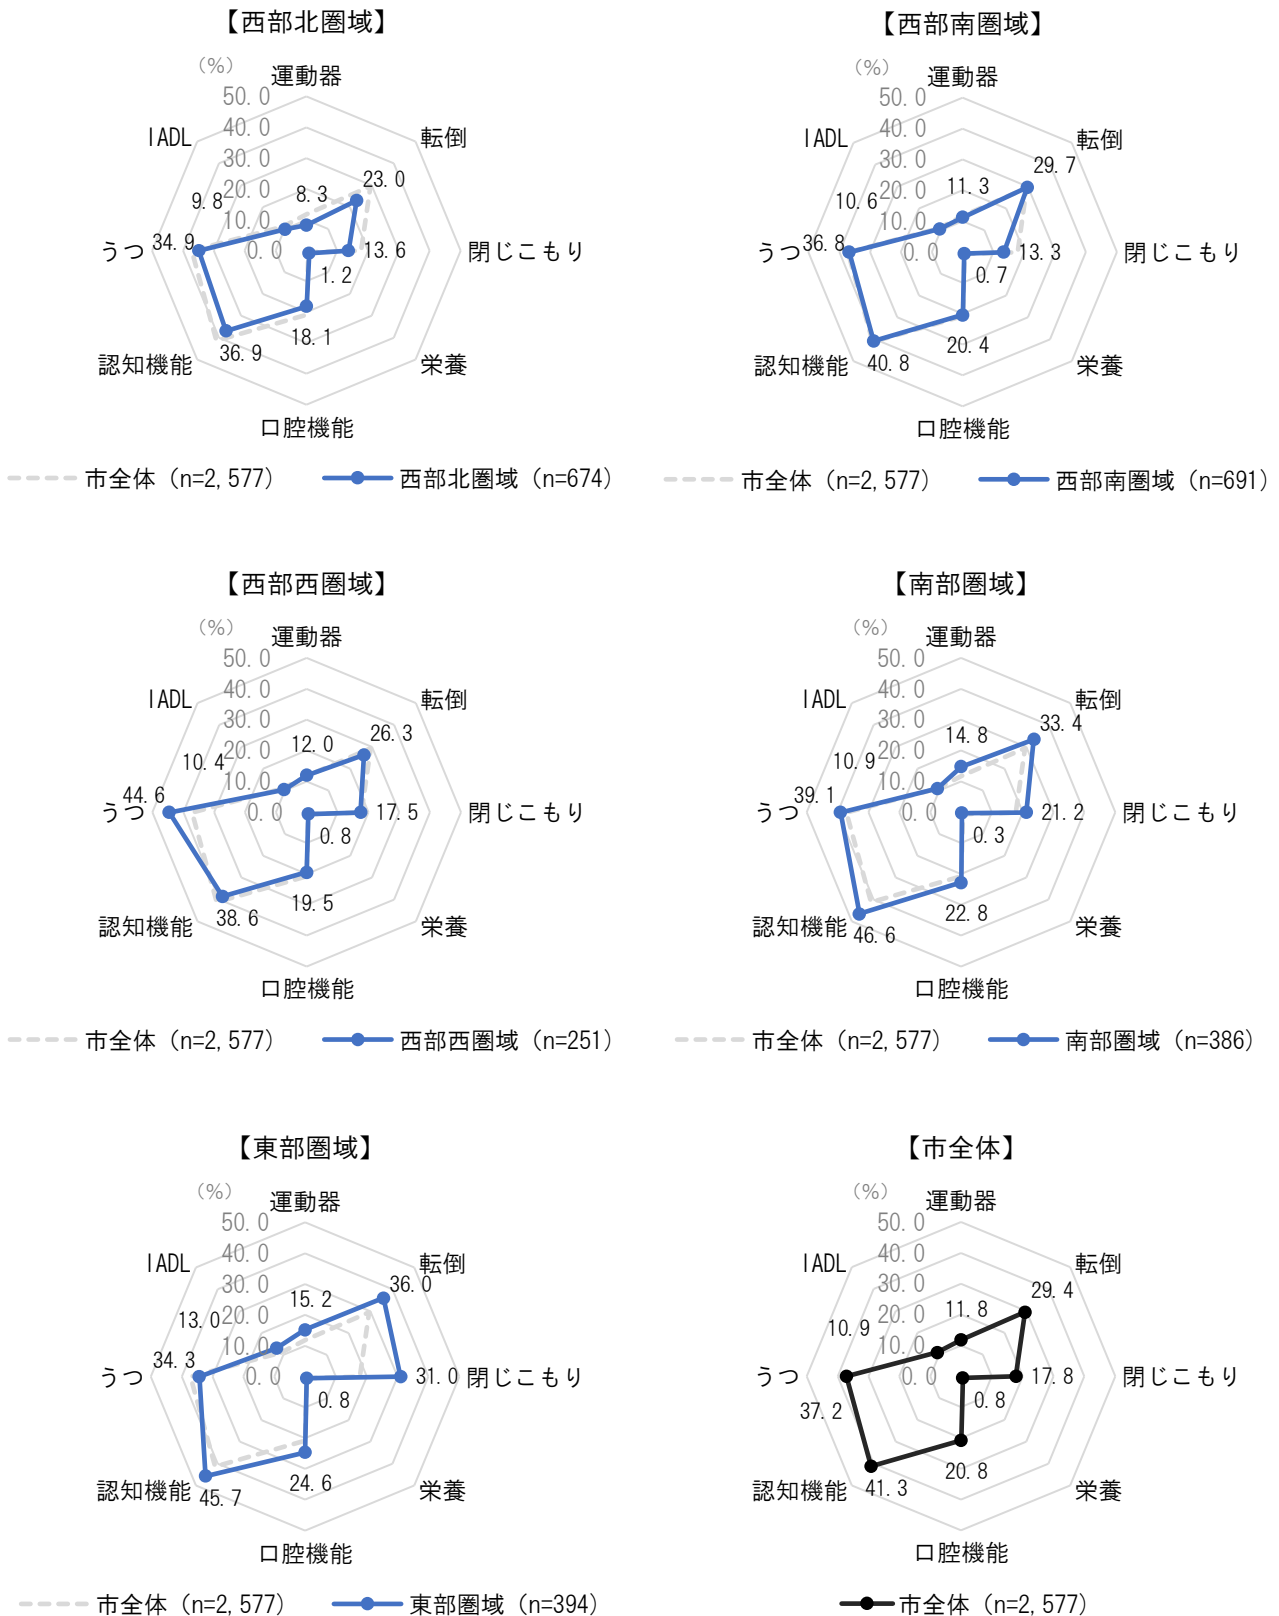 【西部北圏域】
(%)
運動器
50.0
40.0
30.0
20.0
10.0
0.0
IADL
転倒
9.8
8.3
23.0
うつ
34.9
13.6
閉じこもり
1.2
18.1
36.9
認知機能
栄養
口腔機能
市全体（n=2,577）
西部北圏域（n=674）
【西部南圏域】
(%)
運動器
50.0
40.0
30.0
20.0
10.0
0.0
IADL
転倒
10.6
11.3
29.7
うつ
36.8
13.3
閉じこもり
0.7
20.4
40.8
認知機能
栄養
口腔機能
市全体（n=2,577）
西部南圏域（n=691）
【西部西圏域】
(%)
運動器
50.0
40.0
30.0
20.0
10.0
0.0
IADL
転倒
10.4
12.0
26.3
44.6
うつ
17.5
閉じこもり
0.8
19.5
38.6
認知機能
栄養
口腔機能
市全体（n=2,577）
西部西圏域（n=251）
【南部圏域】
(%)
運動器
50.0
40.0
30.0
20.0
10.0
0.0
IADL
転倒
10.9
14.8
33.4
39.1
うつ
21.2
閉じこもり
0.3
22.8
46.6
認知機能
栄養
口腔機能
市全体（n=2,577）
南部圏域（n=386）
【東部圏域】
(%)
運動器
50.0
40.0
30.0
20.0
10.0
0.0
IADL
転倒
13.0
15.2
36.0
34.3
うつ
31.0
閉じこもり
0.8
24.6
45.7
認知機能
栄養
口腔機能
市全体（n=2,577）
東部圏域（n=394）
【市全体】
(%)
運動器
50.0
40.0
30.0
20.0
10.0
0.0
IADL
転倒
10.9
11.8
29.4
うつ
37.2
17.8
閉じこもり
0.8
20.8
41.3
認知機能
栄養
口腔機能
市全体（n=2,577）